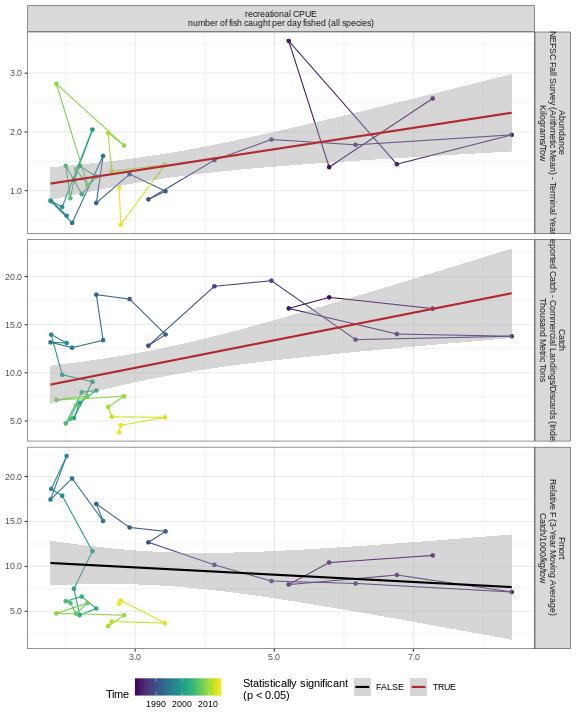 recreational CPUE
number of fish caught per day fished (all species)
3.0
2.0
1.0
Abundance
NEFSC Fall Survey (Arithmetic Mean) - Terminal Year
Kilograms/Tow
20.0
15.0
10.0
5.0
Catch
eported Catch - Commercial Landings/Discards (Inde
Thousand Metric Tons
20.0
15.0
10.0
5.0
Fmort
Relative F (3-Year Moving Average)
Catch/1000/kg/tow
3.0
5.0
7.0
Time
1990 2000 2010
Statistically significant
(p < 0.05)
FALSE
TRUE